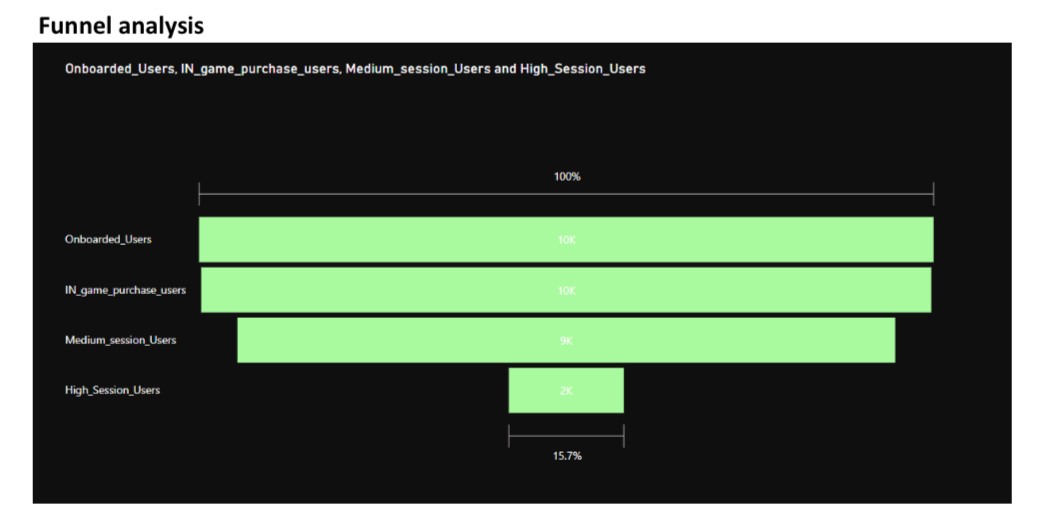 Funnel analysis
Onboarded_Users, IN_game_purchase_users, Medium_session_Users and High_Session_Users
100%
Onboarded_Users
10K
IN_game_purchase_users
10K
Medium_session_Users
9K
High_Session_Users
2K
15.7%